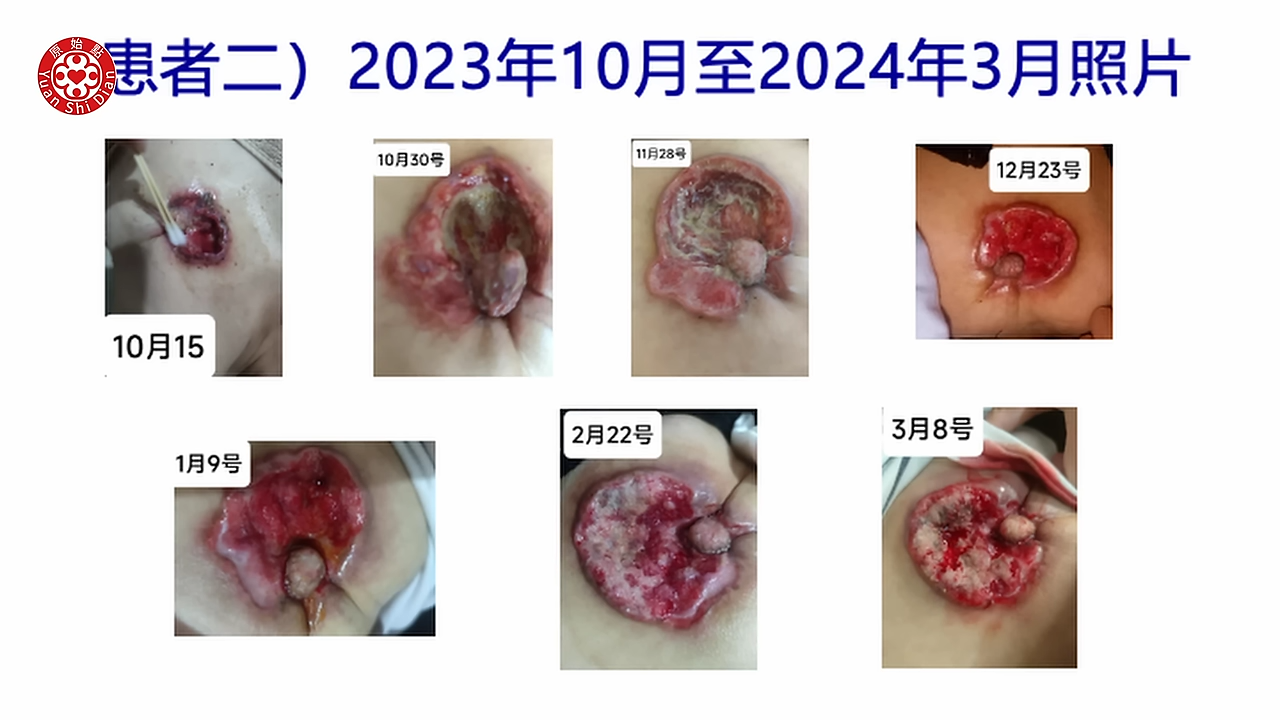 原始點
Yuan Shi Dian
患者二）2023年10月至2024年3月照片
10月15
10月30号
11月28号
12月23号
1月9号
2月22号
3月8号